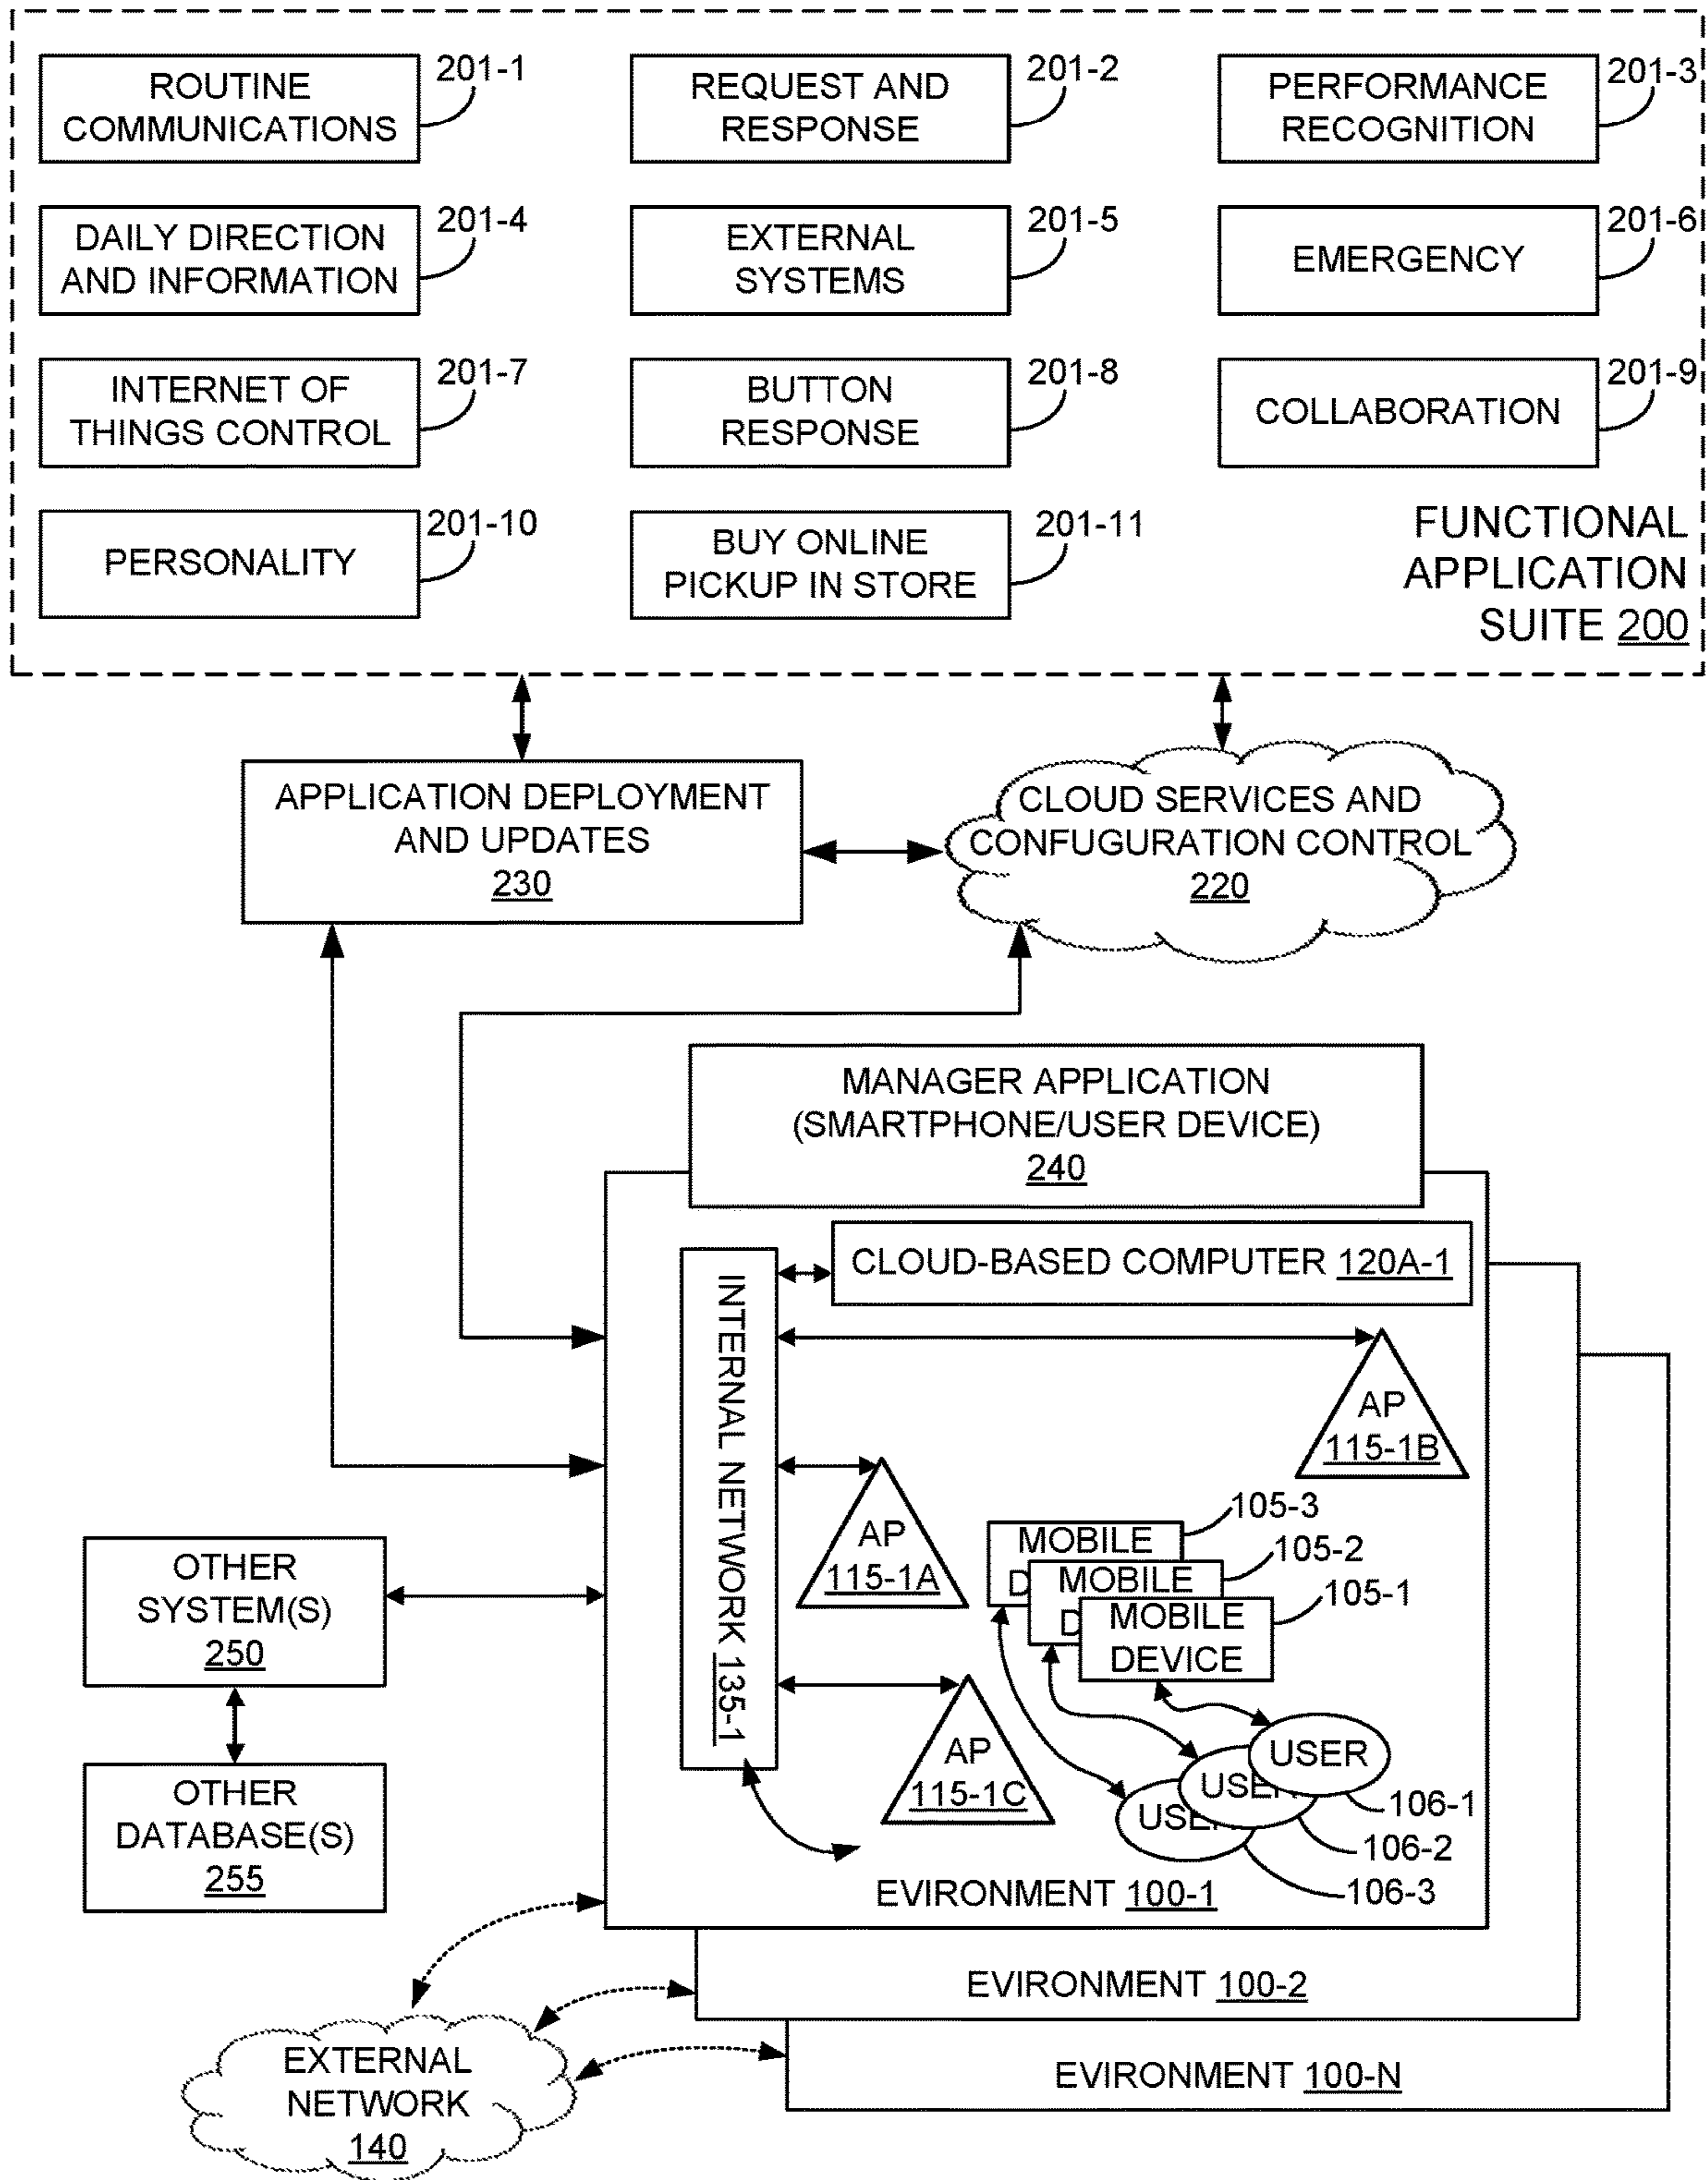 ROUTINE
COMMUNICATIONS
201-1
REQUEST AND
RESPONSE
201-2
PERFORMANCE
RECOGNITION
201-3
DAILY DIRECTION
AND INFORMATION
201-4
EXTERNAL
SYSTEMS
201-5
EMERGENCY
201-6
INTERNET OF
THINGS CONTROL
201-7
BUTTON
RESPONSE
201-8
COLLABORATION
201-9
PERSONALITY
201-10
BUY ONLINE
PICKUP IN STORE
201-11
FUNCTIONAL
APPLICATION
SUITE 200
APPLICATION DEPLOYMENT
AND UPDATES
230
CLOUD SERVICES AND
CONFUGURATION CONTROL
220
MANAGER APPLICATION
(SMARTPHONE/USER DEVICE)
240
CLOUD-BASED COMPUTER 120A-1
INTERNAL NETWORK 135-1
AP
115-1B
AP
115-1A
AP
115-1C
MOBILE
D
105-3
MOBILE
D
105-2
MOBILE
DEVICE
105-1
USER
106-1
USER
106-2
USER
106-3
EVIRONMENT 100-1
EVIRONMENT 100-2
EVIRONMENT 100-N
OTHER
SYSTEM(S)
250
OTHER
DATABASE(S)
255
EXTERNAL
NETWORK
140